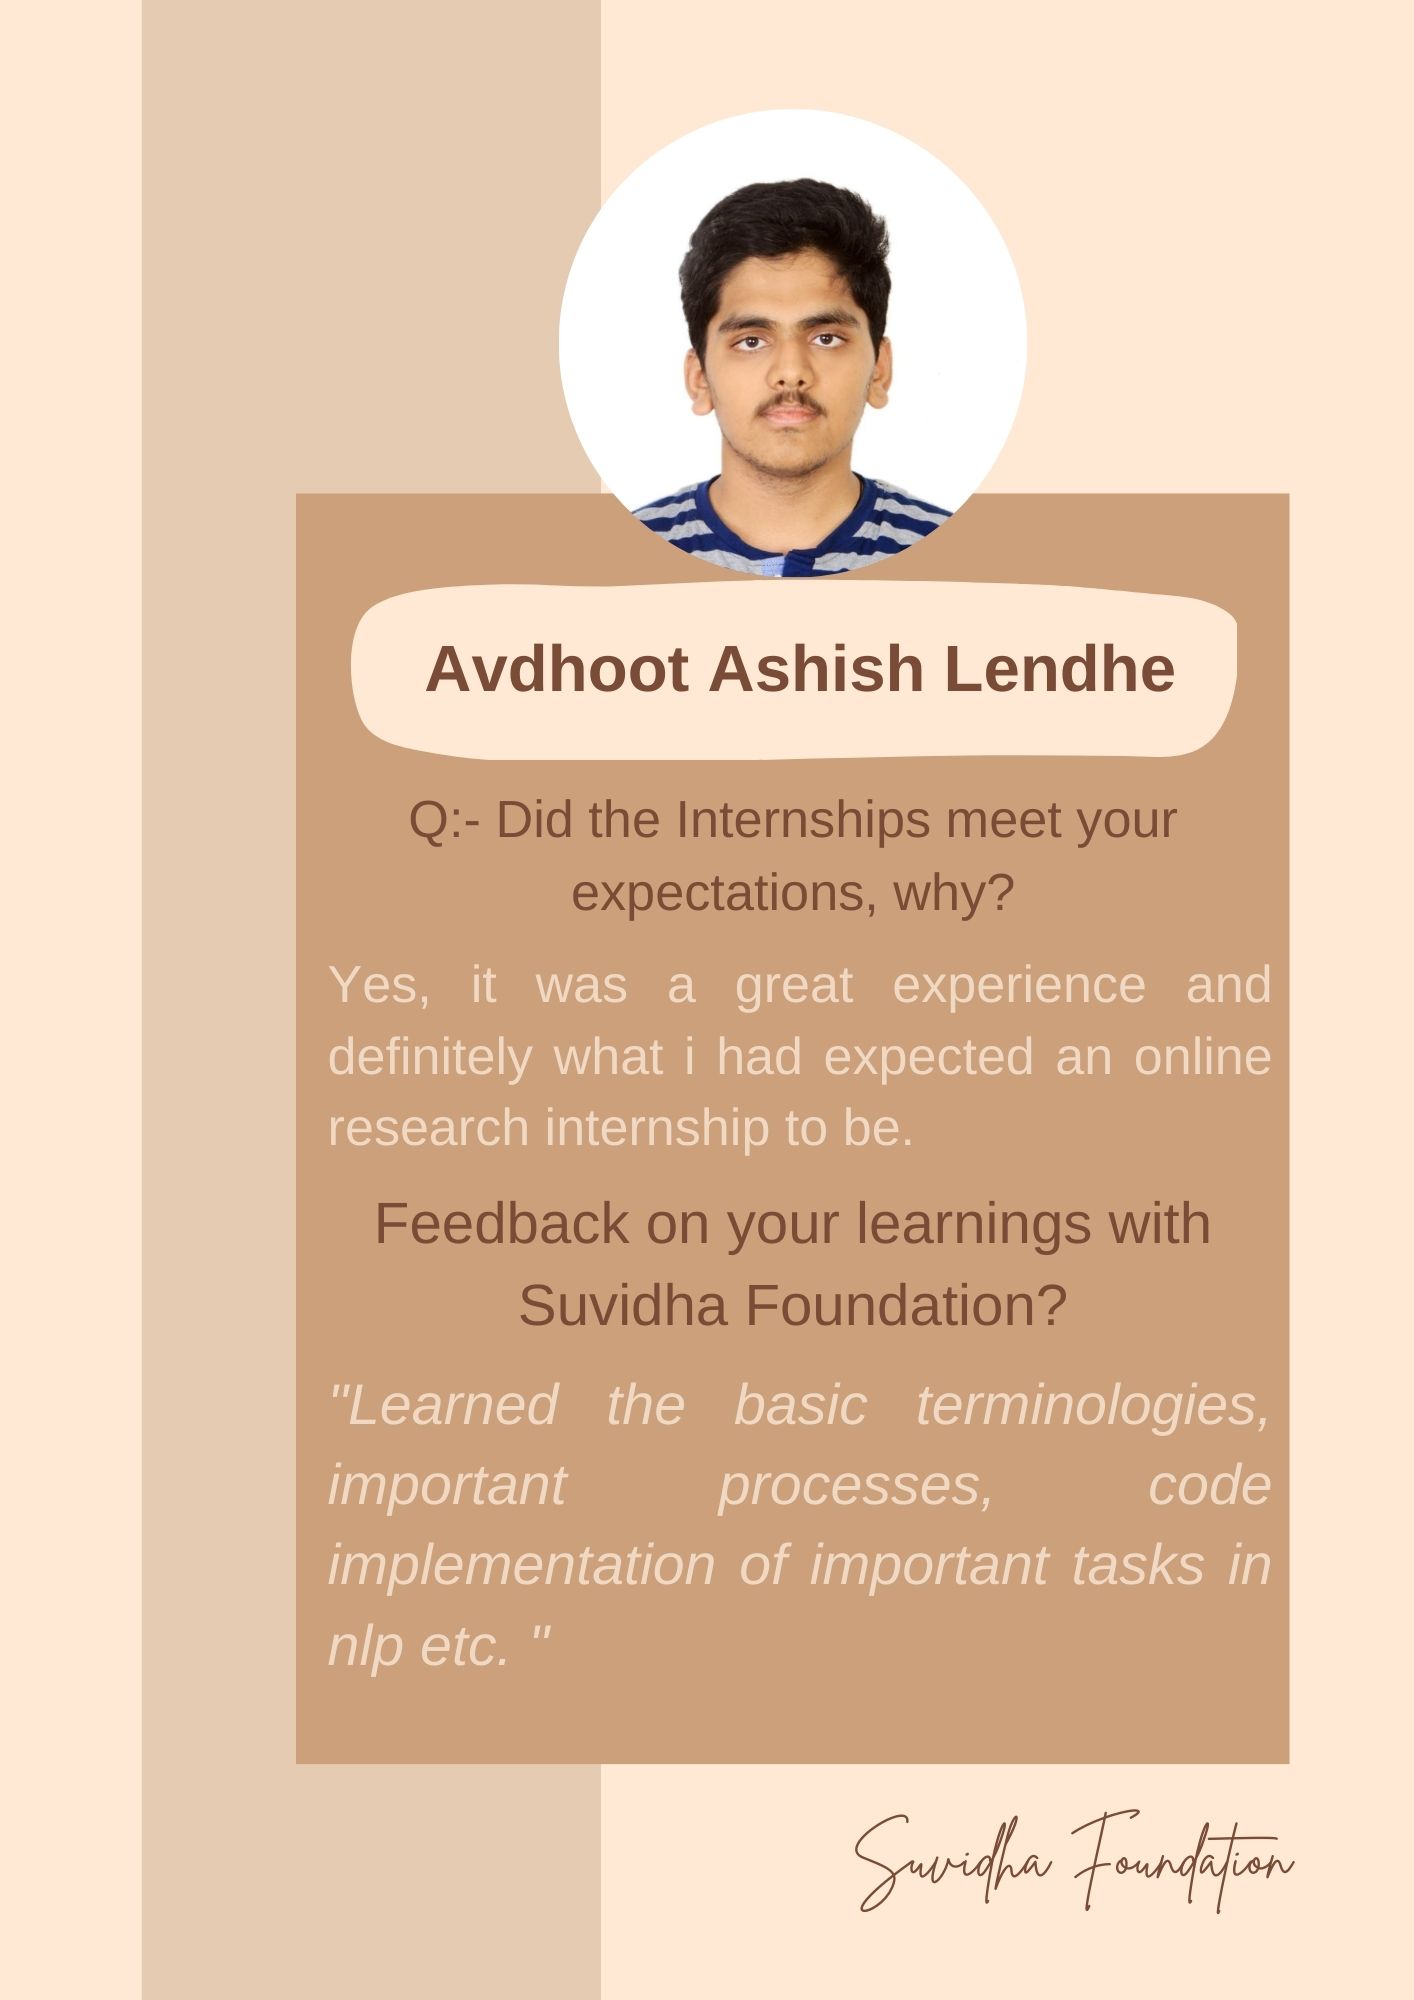 Avdhoot Ashish Lendhe
Q:- Did the Internships meet your
expectations, why?
Yes, it was a great experience and
definitely what i had expected an online
research internship to be.
Feedback on your learnings with
Suvidha Foundation?
"Learned the basic terminologies,
important processes, code
implementation of important tasks in
nlp etc. "
Suvidha Foundation